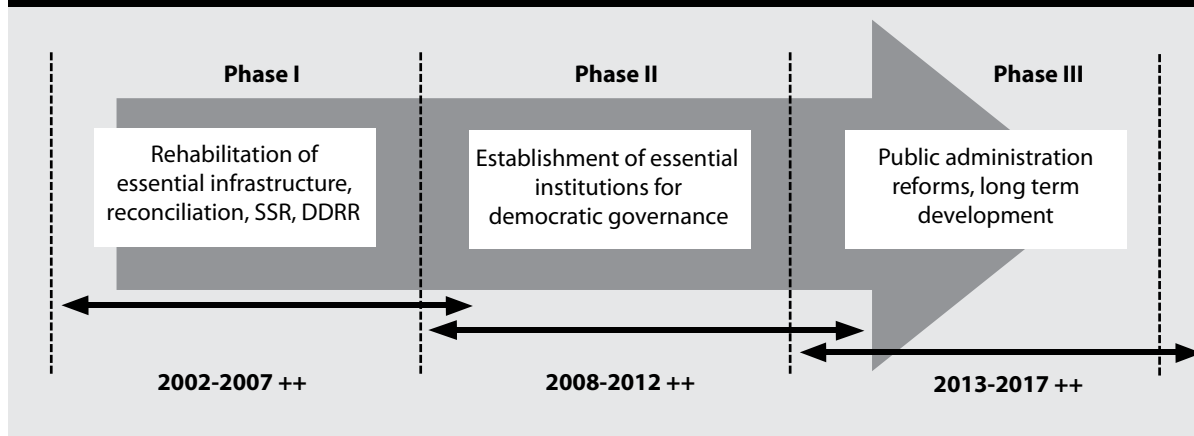 Phase I
Rehabilitation of
essential infrastructure,
reconciliation, SSR, DDRR
2002-2007 ++
Phase II
Establishment of essential
institutions for
democratic governance
2008-2012 ++
Phase III
Public administration
reforms, long term
development
2013-2017 ++